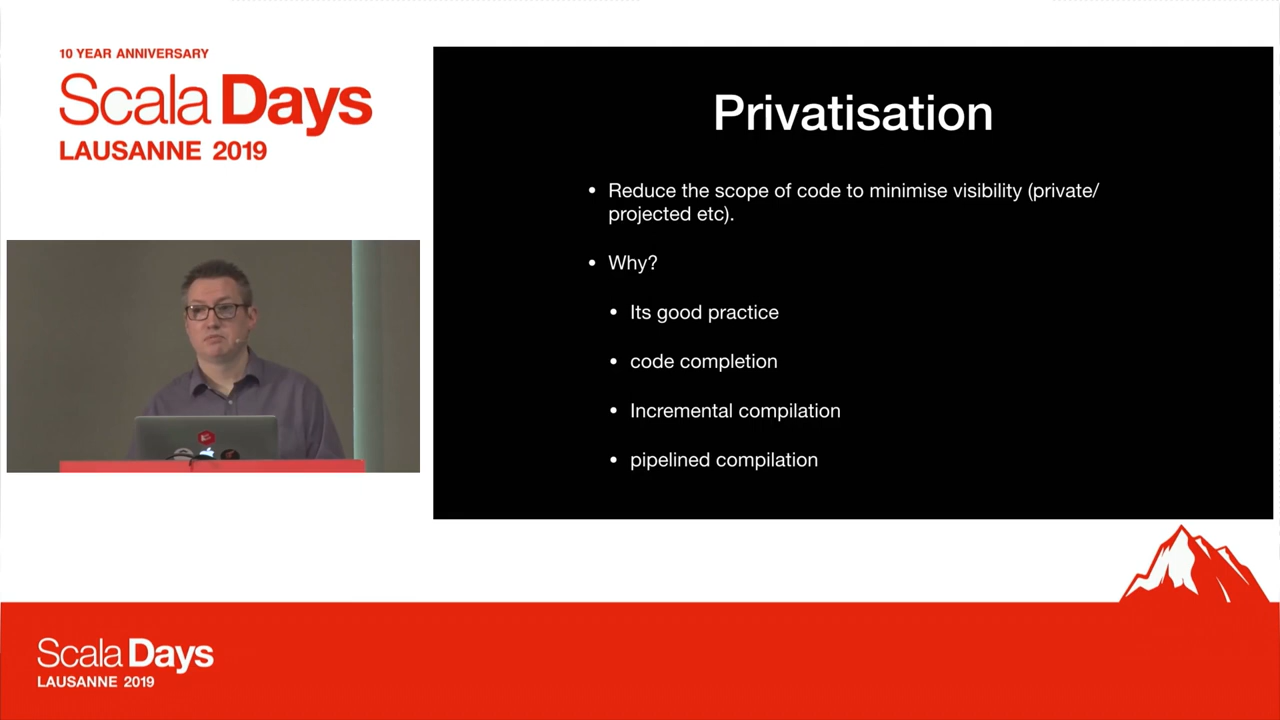 10 YEAR ANNIVERSARY
Scala Days
LAUSANNE 2019
Privatisation
• Reduce the scope of code to minimise visibility (private/
projected etc).
• Why?
• Its good practice
• code completion
• Incremental compilation
• pipelined compilation
Scala Days
LAUSANNE 2019